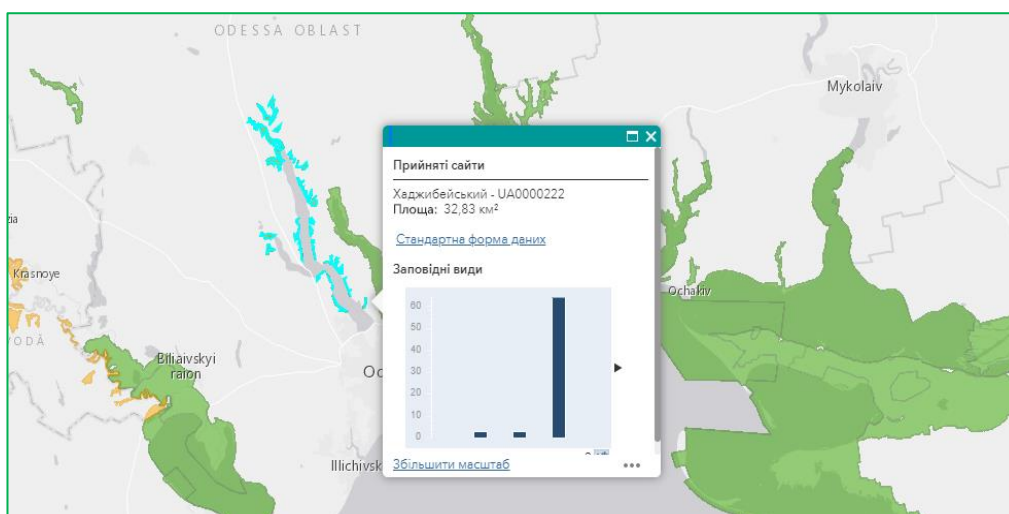 ODESSA OBLAST
Mykolaiv
Прийняті сайти
Хаджибейський - UA0000222
Площа: 32,83 км²
Стандартна форма даних
Заповідні види
60
50
40
30
20
10
0
Збільшити масштаб
Krasnoye
Ochakiv
Biliaivskyi
raion
Illichivsk